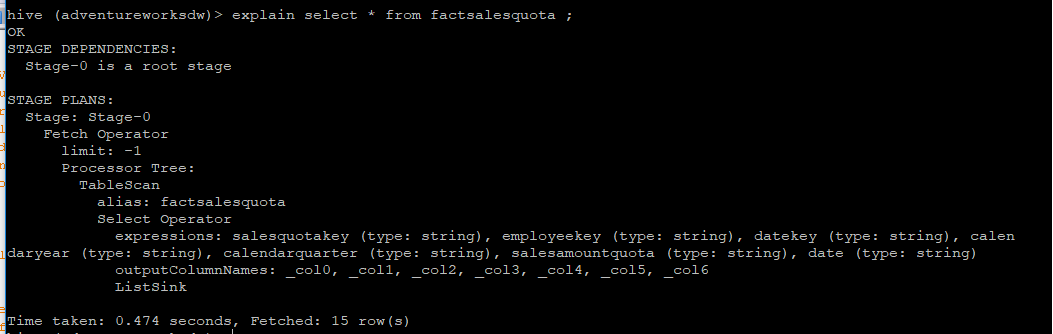 hive (adventureworksdw)> explain select * from factsalesquota ;
OK
STAGE DEPENDENCIES:
  Stage-0 is a root stage

STAGE PLANS:
  Stage: Stage-0
    Fetch Operator
      limit: -1
      Processor Tree:
        TableScan
          alias: factsalesquota
          Select Operator
            expressions: salesquotakey (type: string), employeekey (type: string), datekey (type: string), calen
daryear (type: string), calendarquarter (type: string), salesamountquota (type: string), date (type: string)
            outputColumnNames: _col0, _col1, _col2, _col3, _col4, _col5, _col6
            ListSink

Time taken: 0.474 seconds, Fetched: 15 row(s)